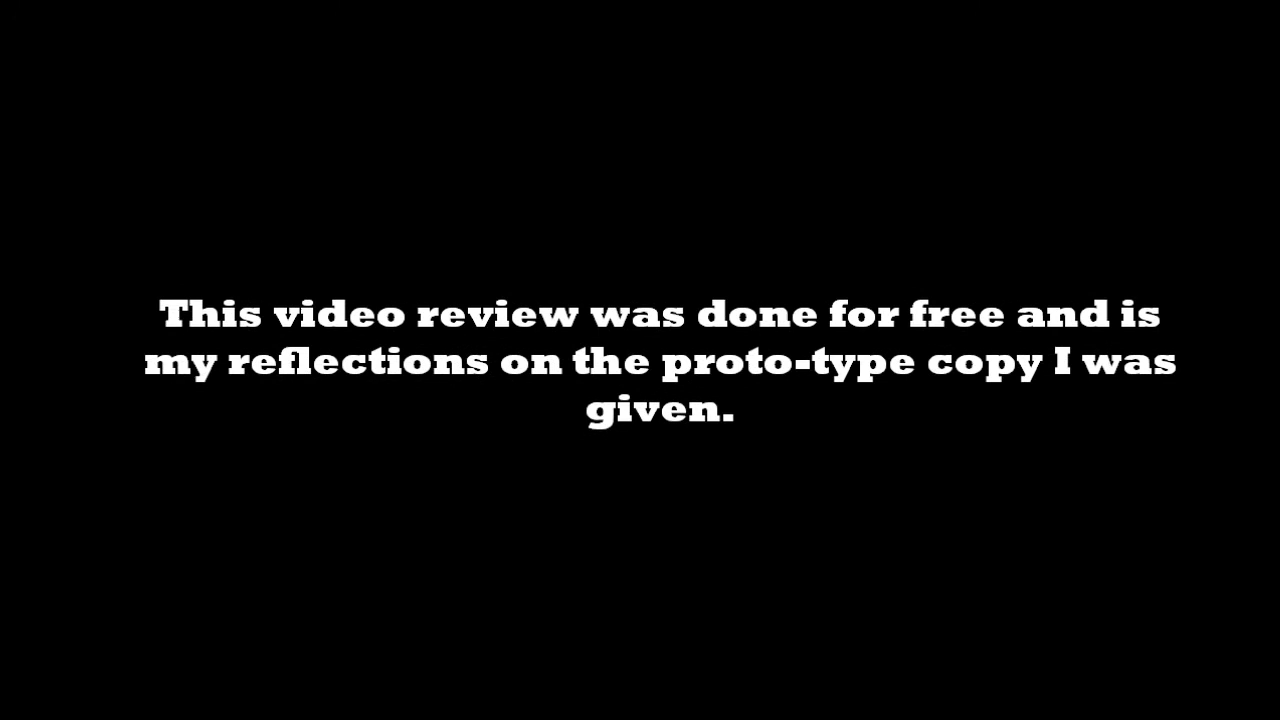 This video review was done for free and is
my reflections on the proto-type copy I was
given.